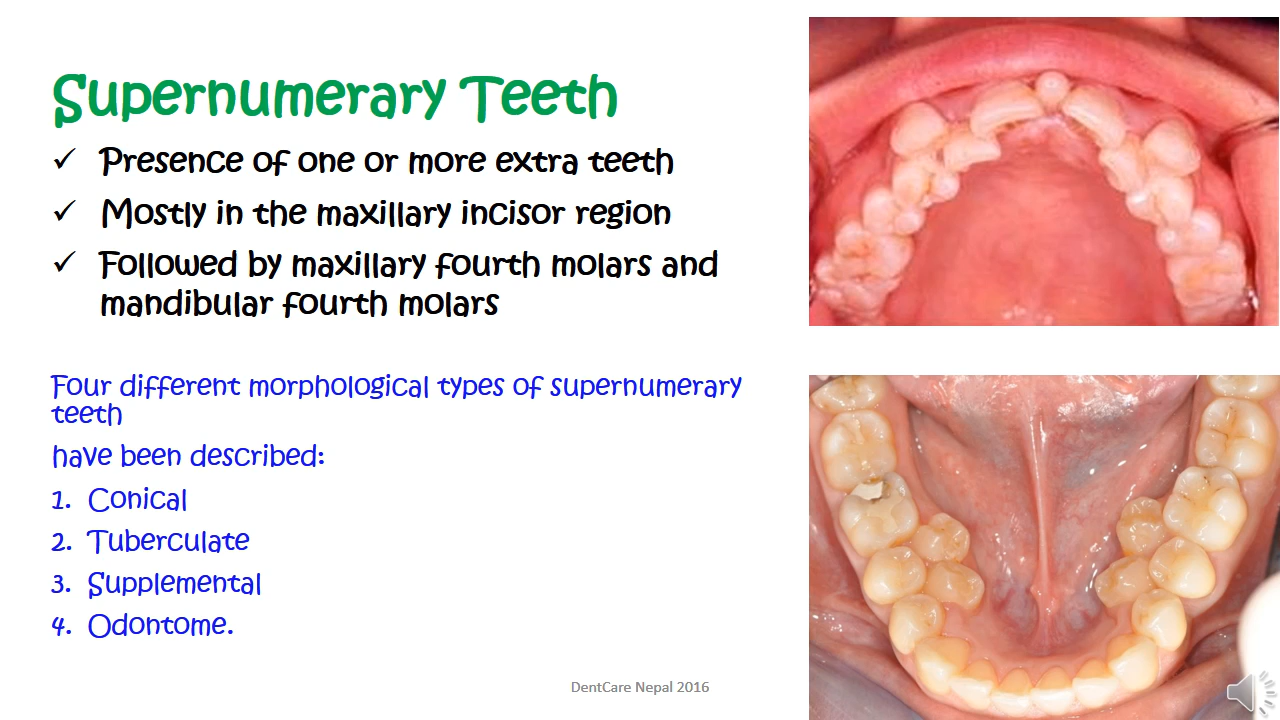 Supernumerary Teeth
✓ Presence of one or more extra teeth
✓ Mostly in the maxillary incisor region
✓ Followed by maxillary fourth molars and
mandibular fourth molars
Four different morphological types of supernumerary
teeth
have been described:
1. Conical
2. Tuberculate
3. Supplemental
4. Odontome.
DentCare Nepal 2016